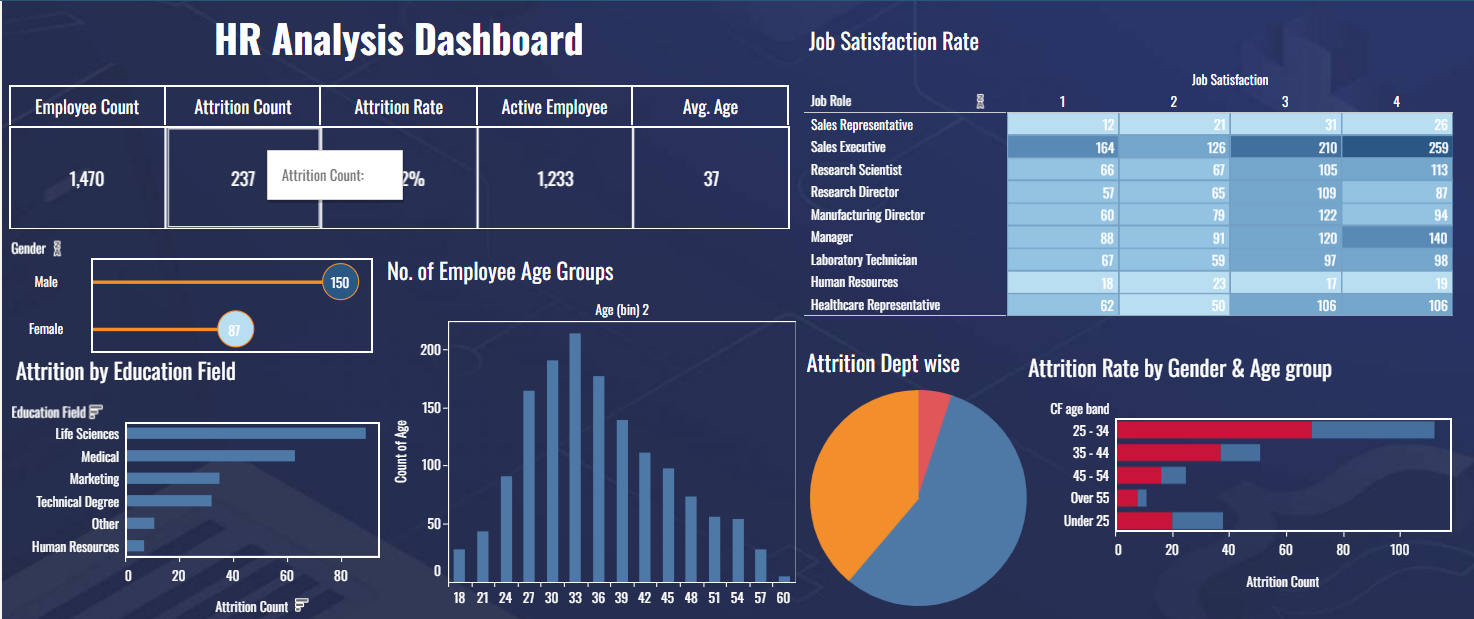 HR Analysis Dashboard
Employee Count Attrition Count Attrition Rate Active Employee Avg. Age
1,470 237 2% 1,233 37
Attrition Count:
Gender
Male 150
Female 87
Attrition by Education Field
Education Field
Life Sciences
Medical
Marketing
Technical Degree
Other
Human Resources
0 20 40 60 80
Attrition Count
No. of Employee Age Groups
Age (bin) 2
Count of Age
200
150
100
50
0
18 21 24 27 30 33 36 39 42 45 48 51 54 57 60
Job Satisfaction Rate
Job Satisfaction
Job Role 1 2 3 4
Sales Representative 12 21 31 26
Sales Executive 164 126 210 259
Research Scientist 66 67 105 113
Research Director 57 65 109 87
Manufacturing Director 60 79 122 94
Manager 88 91 120 140
Laboratory Technician 67 59 97 98
Human Resources 18 23 17 19
Healthcare Representative 62 50 106 106
Attrition Dept wise
Attrition Rate by Gender & Age group
CF age band
25 - 34
35 - 44
45 - 54
Over 55
Under 25
0 20 40 60 80 100
Attrition Count